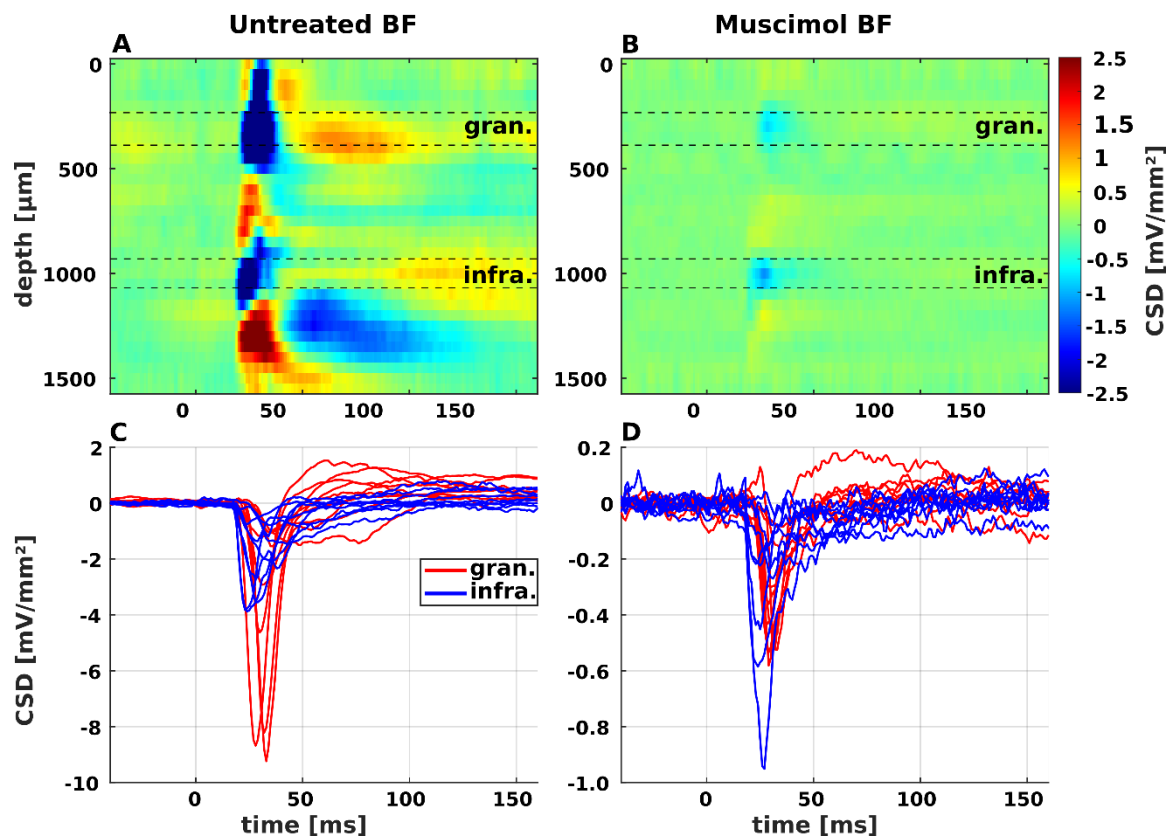 Untreated BF
Muscimol BF
A
B
0
500
1000
1500
depth [µm]
gran.
infra.
0
50
100
150
0
500
1000
1500
gran.
infra.
0
50
100
150
2.5
2
1.5
1
0.5
0
-0.5
-1
-1.5
-2
-2.5
CSD [mV/mm²]
C
D
2
0
-2
-4
-6
-8
-10
CSD [mV/mm²]
gran.
infra.
0
50
100
150
time [ms]
0.2
0
-0.2
-0.4
-0.6
-0.8
-1.0
0
50
100
150
time [ms]